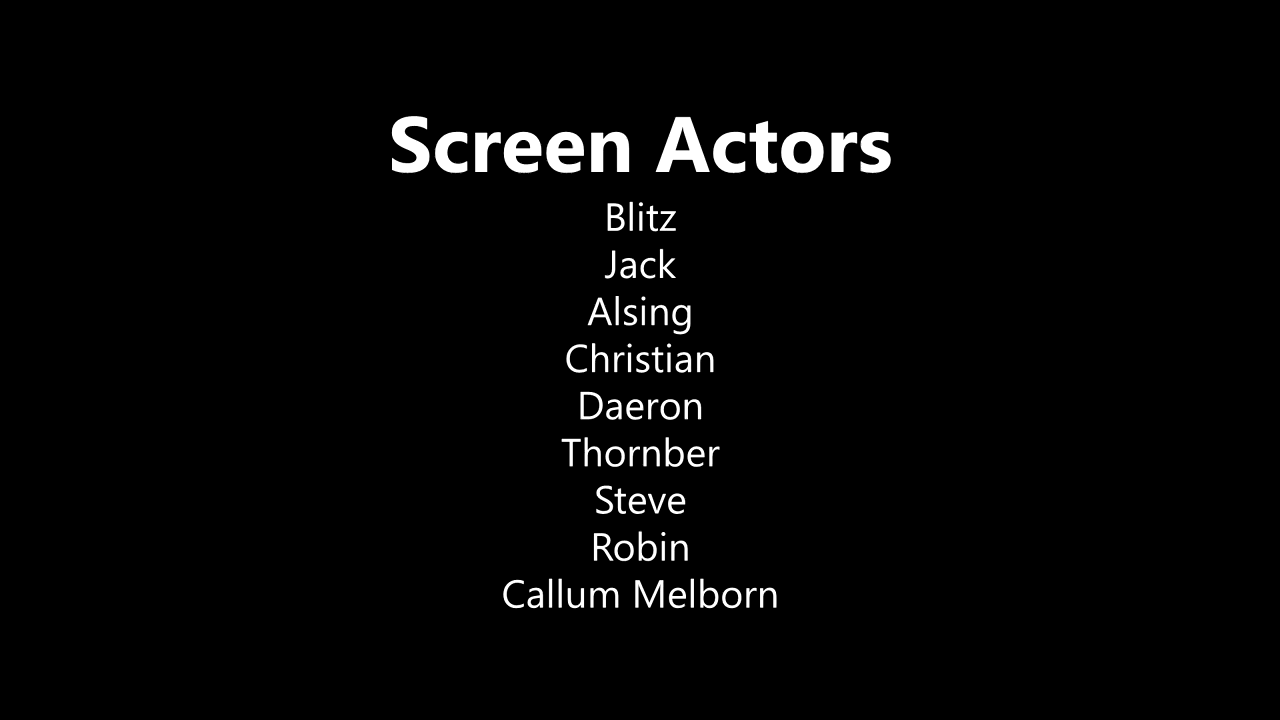 Screen Actors
Blitz
Jack
Alsing
Christian
Daeron
Thornber
Steve
Robin
Callum Melborn